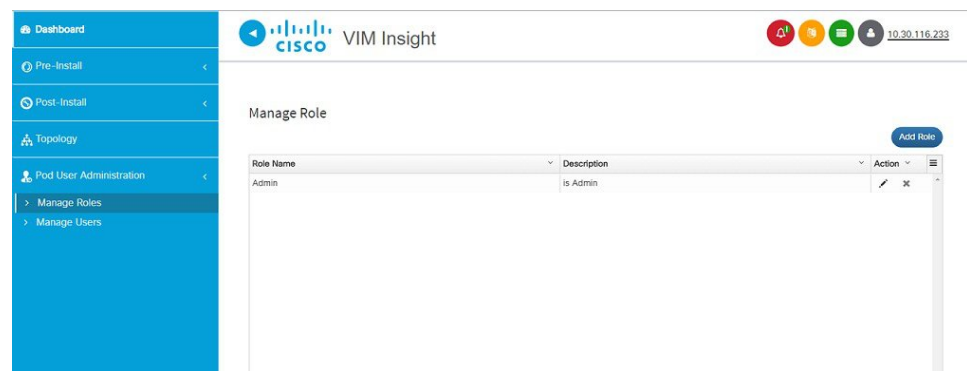 Dashboard
Pre-Install
Post-Install
Topology
Pod User Administration
Manage Roles
Manage Users
CISCO VIM Insight
10.30.116.233
Manage Role
Add Role
Role Name Description Action
Admin is Admin